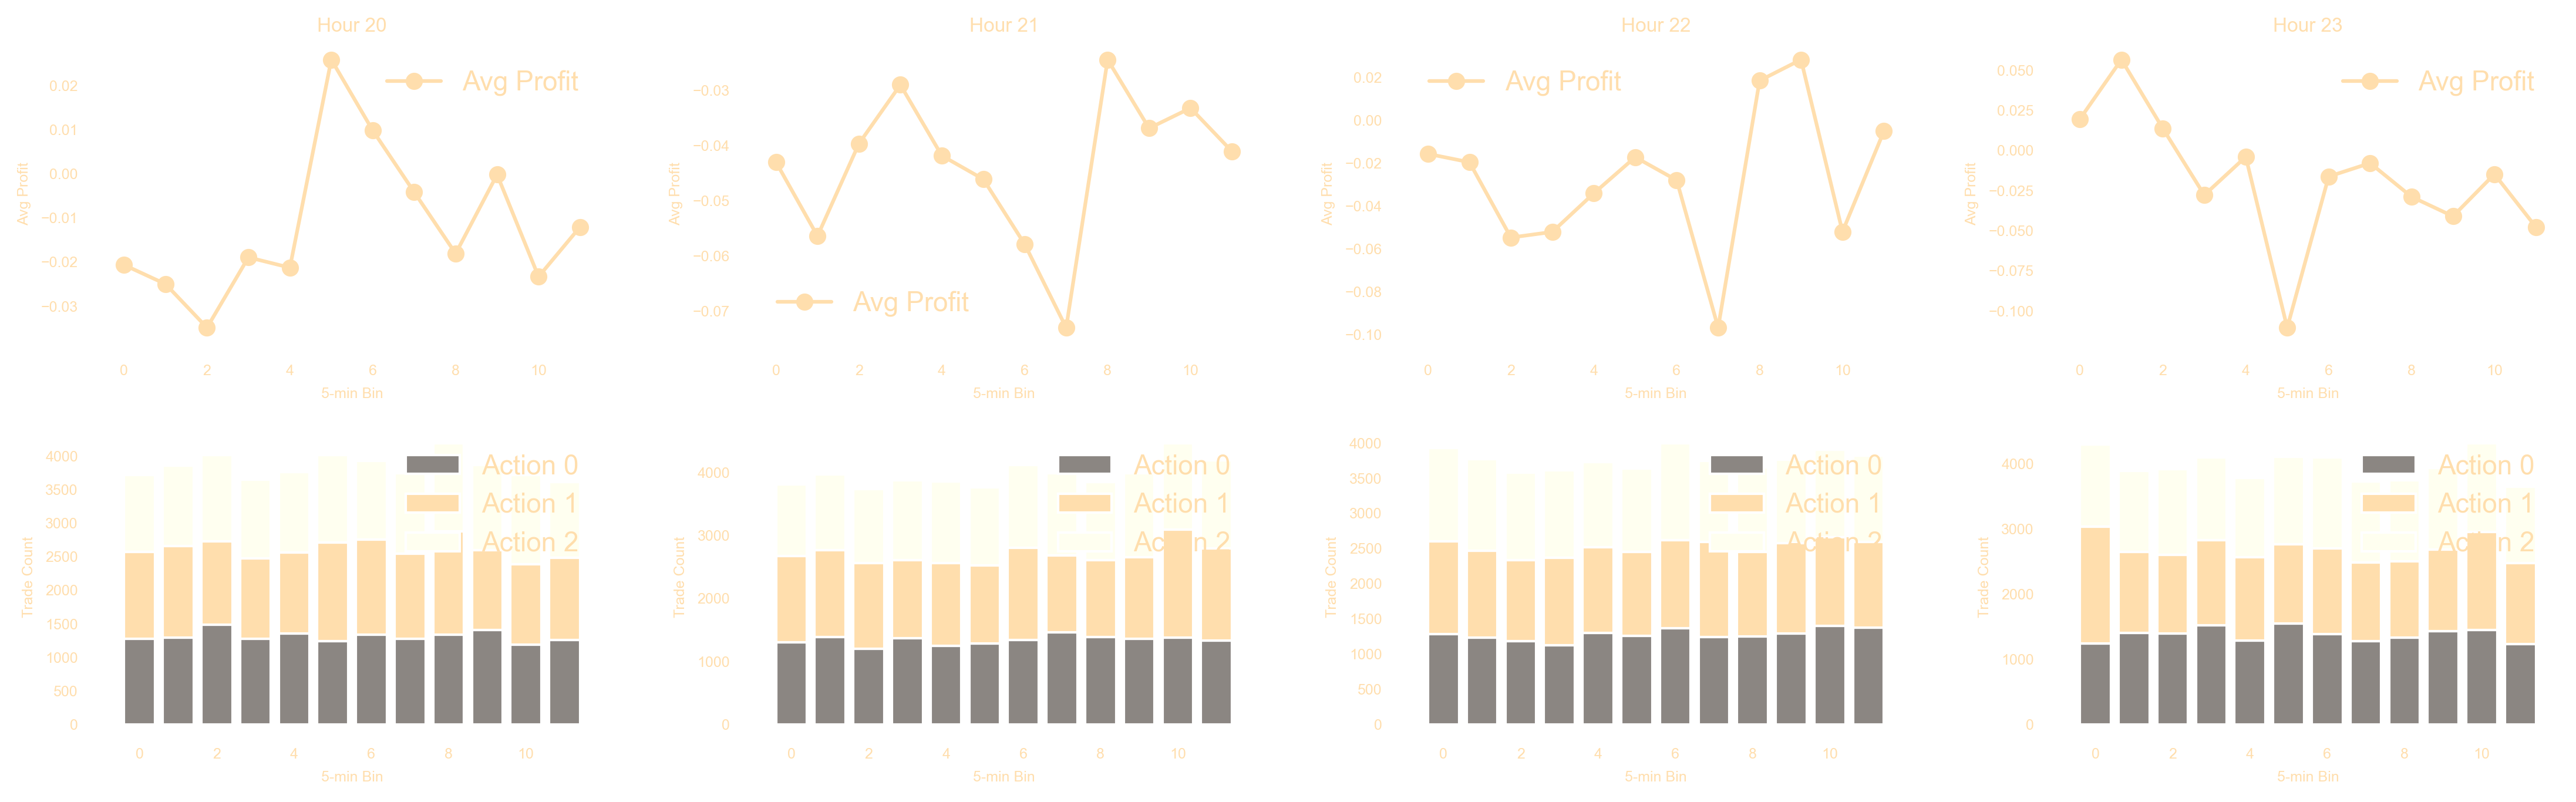 Hour 20
Avg Profit
0.02
0.01
0.00
−0.01
−0.02
−0.03
Avg Profit
0 2 4 6 8 10
5-min Bin
Hour 21
Avg Profit
−0.03
−0.04
−0.05
−0.06
−0.07
Avg Profit
0 2 4 6 8 10
5-min Bin
Hour 22
Avg Profit
0.02
0.00
−0.02
−0.04
−0.06
−0.08
−0.10
Avg Profit
0 2 4 6 8 10
5-min Bin
Hour 23
Avg Profit
0.050
0.025
0.000
−0.025
−0.050
−0.075
−0.100
Avg Profit
0 2 4 6 8 10
5-min Bin
Action 0
Action 1
Action 2
4000
3500
3000
2500
2000
1500
1000
500
0
Trade Count
0 2 4 6 8 10
5-min Bin
Action 0
Action 1
Action 2
4000
3000
2000
1000
0
Trade Count
0 2 4 6 8 10
5-min Bin
Action 0
Action 1
Action 2
4000
3500
3000
2500
2000
1500
1000
500
0
Trade Count
0 2 4 6 8 10
5-min Bin
Action 0
Action 1
Action 2
4000
3000
2000
1000
0
Trade Count
0 2 4 6 8 10
5-min Bin